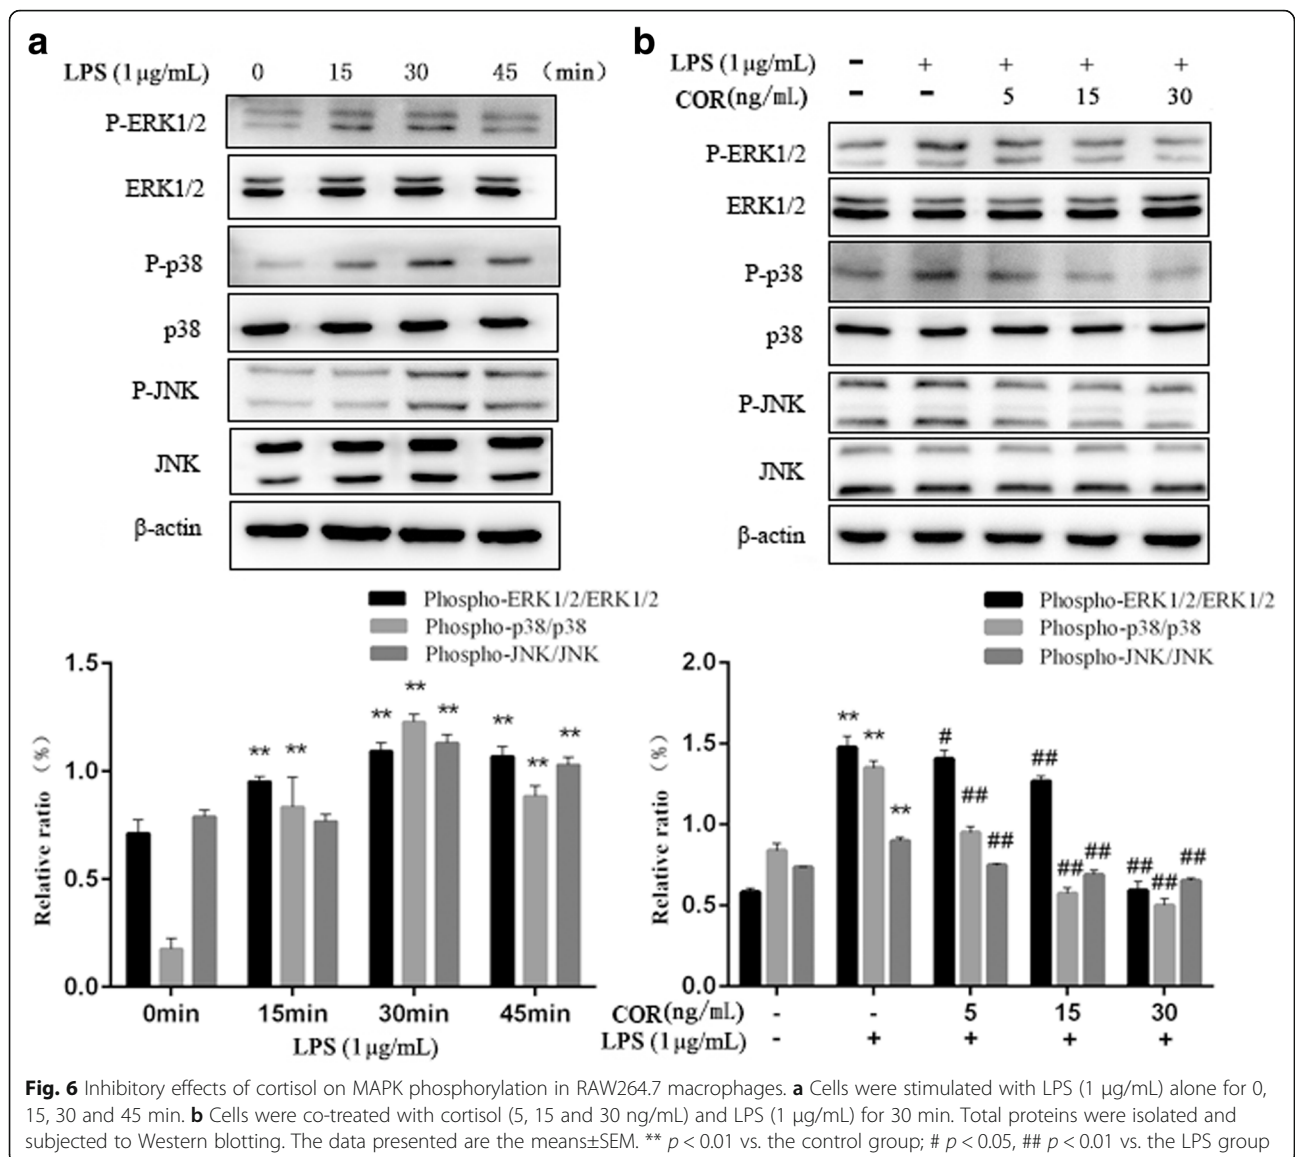 a
LPS (1μg/mL) 0 15 30 45 (min)
P-ERK1/2
ERK1/2
P-p38
p38
P-JNK
JNK
β-actin
Phospho-ERK1/2/ERK1/2
Phospho-p38/p38
Phospho-JNK/JNK
1.5
1.0
0.5
0.0
Relative ratio (%)
** **
** ** **
** ** **
0min 15min 30min 45min
LPS (1μg/mL)
b
LPS (1μg/mL) - + + + +
COR(ng/mL) - - 5 15 30
P-ERK1/2
ERK1/2
P-p38
p38
P-JNK
JNK
β-actin
Phospho-ERK1/2/ERK1/2
Phospho-p38/p38
Phospho-JNK/JNK
2.0
1.5
1.0
0.5
0.0
Relative ratio (%)
** ** **
# ## ##
## ## ##
## ## ##
COR(ng/mL) - - 5 15 30
LPS (1μg/mL) - + + + +
Fig. 6 Inhibitory effects of cortisol on MAPK phosphorylation in RAW264.7 macrophages. a Cells were stimulated with LPS (1 μg/mL) alone for 0,
15, 30 and 45 min. b Cells were co-treated with cortisol (5, 15 and 30 ng/mL) and LPS (1 μg/mL) for 30 min. Total proteins were isolated and
subjected to Western blotting. The data presented are the means±SEM. ** p < 0.01 vs. the control group; # p < 0.05, ## p < 0.01 vs. the LPS group